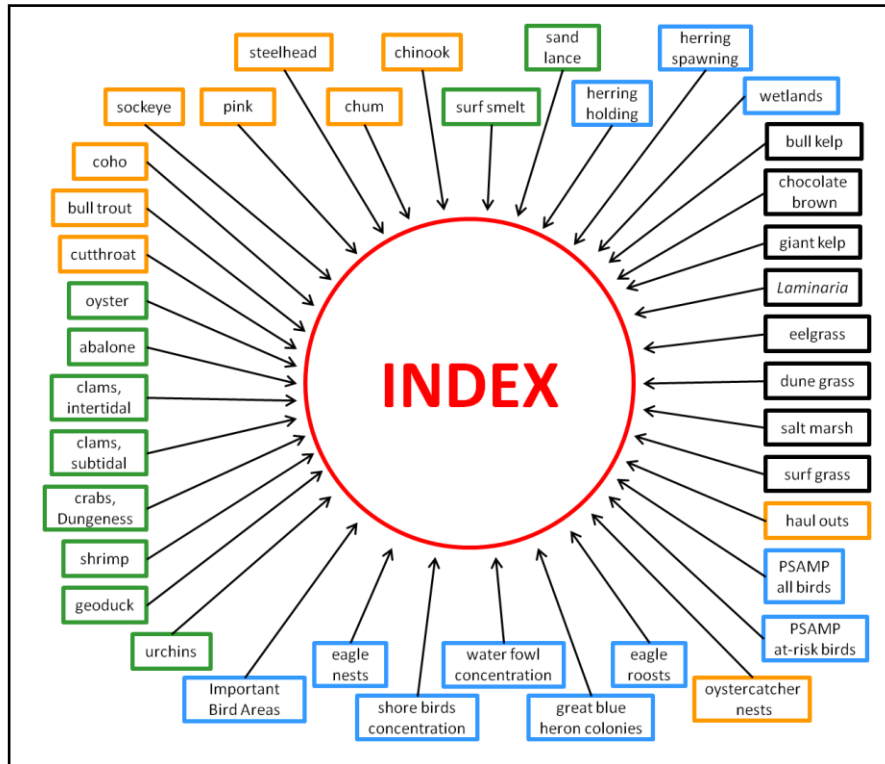 steelhead
chinook
sand
lance
herring
spawning
sockeye
pink
chum
surf smelt
herring
holding
wetlands
coho
bull kelp
bull trout
chocolate
brown
cutthroat
giant kelp
oyster
Laminaria
abalone
eelgrass
clams,
intertidal
INDEX
dune grass
clams,
subtidal
salt marsh
crabs,
Dungeness
surf grass
shrimp
haul outs
geoduck
PSAMP
all birds
urchins
PSAMP
at-risk birds
Important
Bird Areas
eagle
nests
shore birds
concentration
water fowl
concentration
great blue
heron colonies
eagle
roosts
oystercatcher
nests